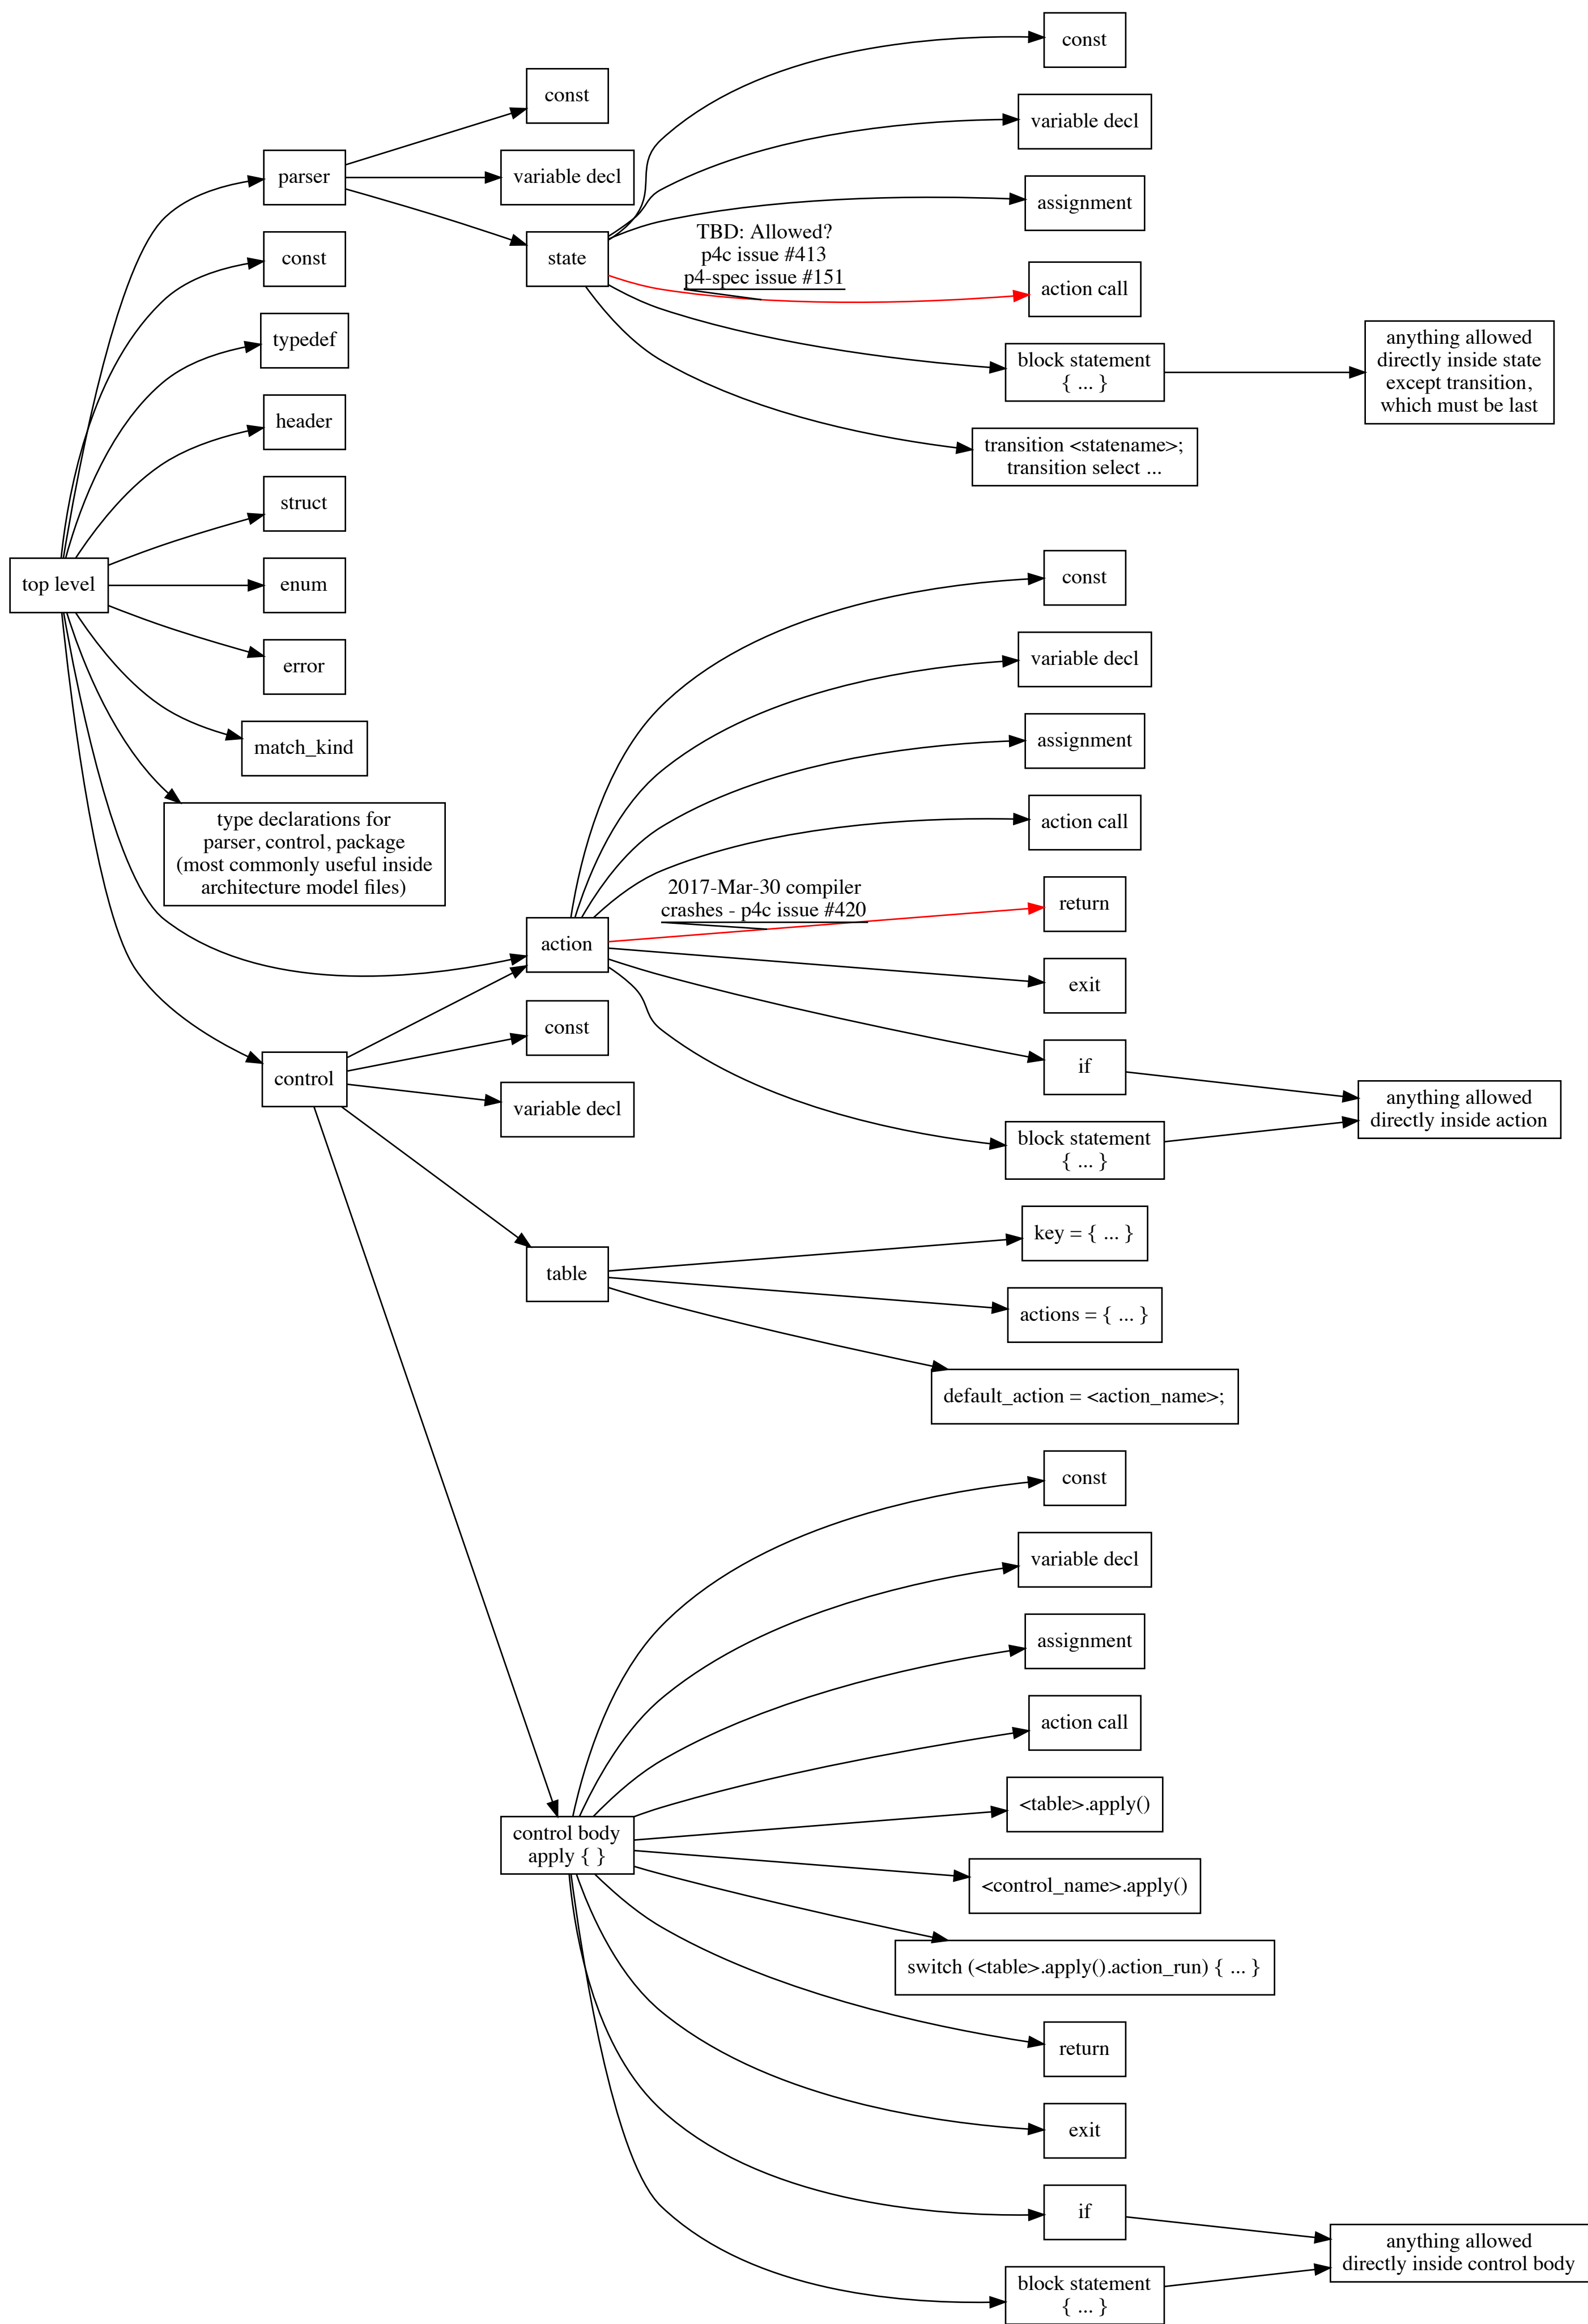 const
const
variable decl
parser
variable decl
assignment
const
state
TBD: Allowed?
p4c issue #413
p4-spec issue #151
action call
typedef
block statement
{ ... }
anything allowed
directly inside state
except transition,
which must be last
header
transition <statename>;
transition select ...
struct
top level
enum
const
error
variable decl
match_kind
assignment
type declarations for
parser, control, package
(most commonly useful inside
architecture model files)
action call
2017-Mar-30 compiler
crashes - p4c issue #420
return
action
exit
const
if
control
variable decl
anything allowed
directly inside action
block statement
{ ... }
key = { ... }
table
actions = { ... }
default_action = <action_name>;
const
variable decl
assignment
action call
<table>.apply()
control body
apply { }
<control_name>.apply()
switch (<table>.apply().action_run) { ... }
return
exit
if
anything allowed
directly inside control body
block statement
{ ... }